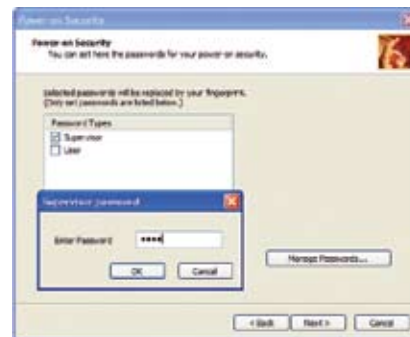 Power-on Security
Power-on Security
You can set here the passwords for your power-on security.
Selected passwords will be replaced by your fingerprint.
(Only set passwords are listed below.)
Password Types
Supervisor
User
Supervisor password
Enter Password
****
OK
Cancel
Manage Passwords...
< Back
Next >
Cancel